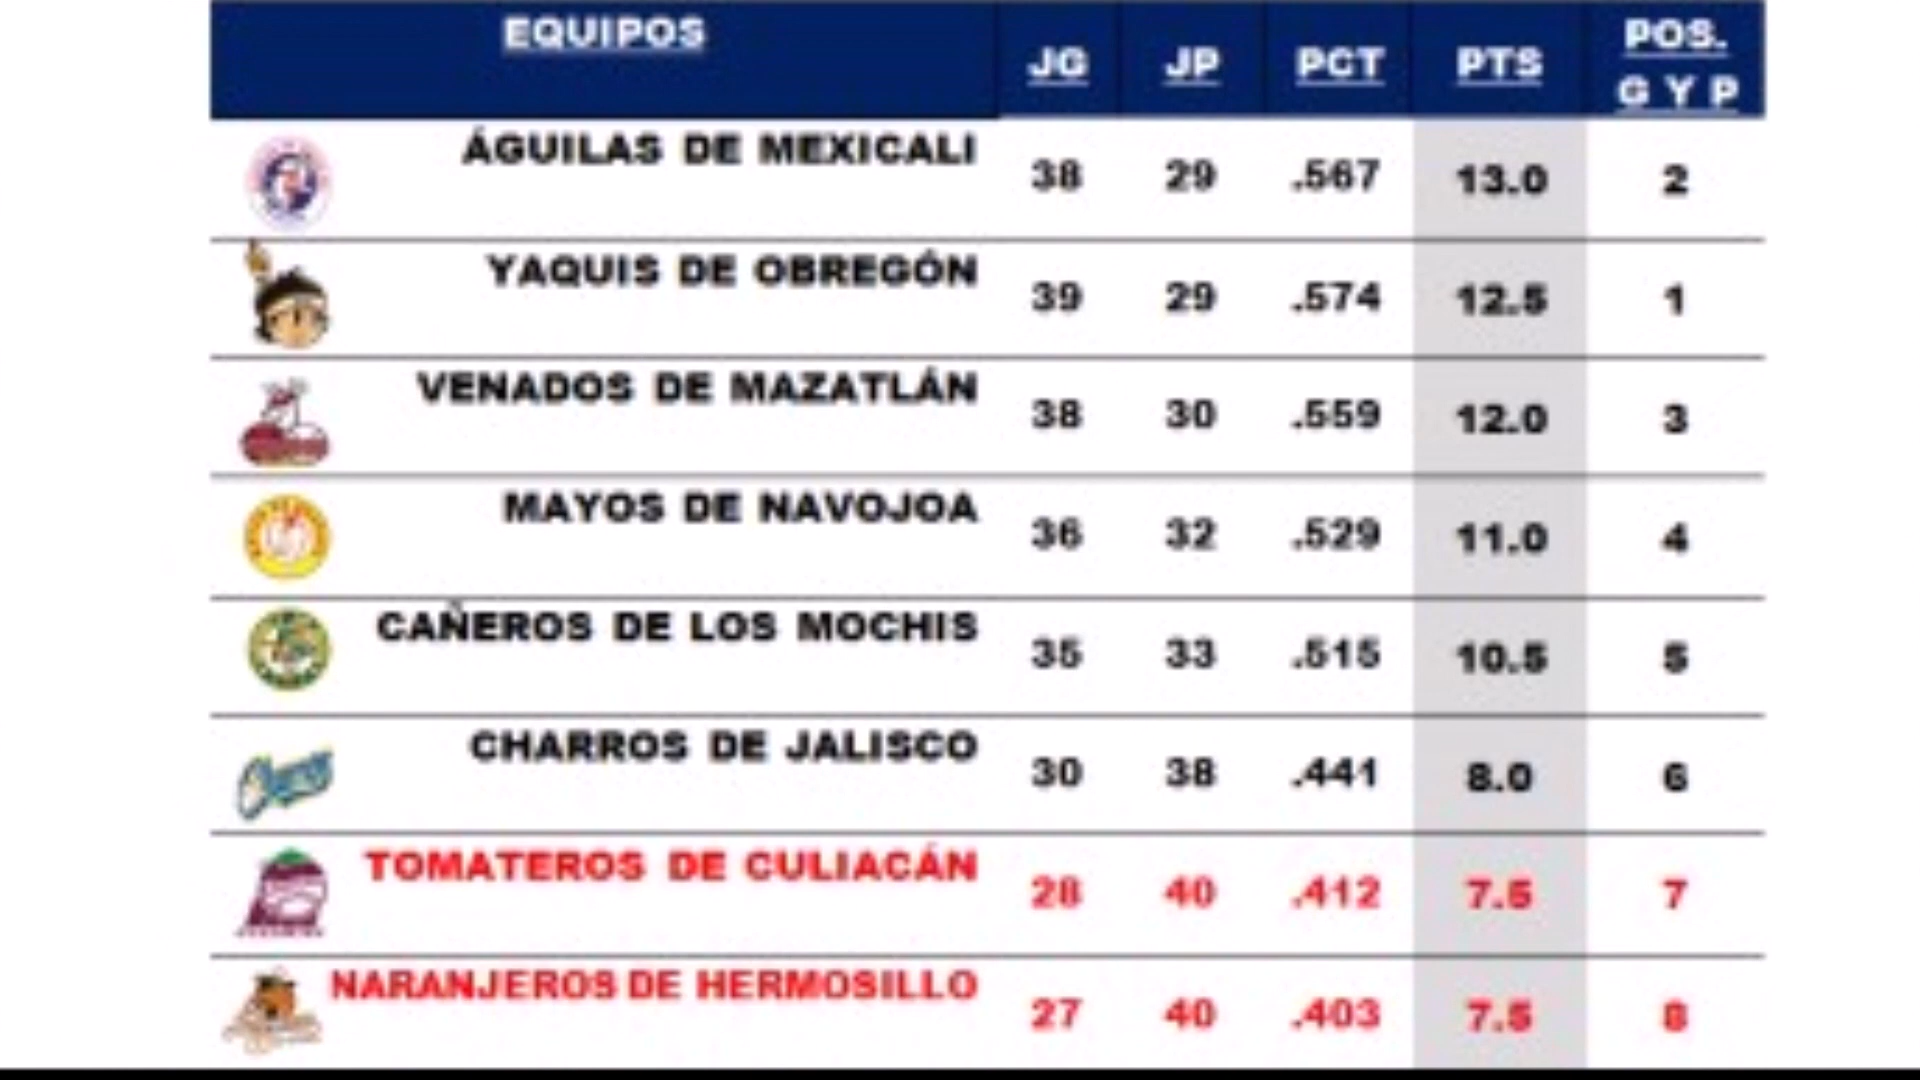 EQUIPOS JG JP PCT PTS POS. G Y P
ÁGUILAS DE MEXICALI 38 29 .567 13.0 2
YAQUIS DE OBREGÓN 39 29 .574 12.5 1
VENADOS DE MAZATLÁN 38 30 .559 12.0 3
MAYOS DE NAVOJOA 36 32 .529 11.0 4
CAÑEROS DE LOS MOCHIS 35 33 .515 10.5 5
CHARROS DE JALISCO 30 38 .441 8.0 6
TOMATEROS DE CULIACÁN 28 40 .412 7.5 7
NARANJEROS DE HERMOSILLO 27 40 .403 7.5 8